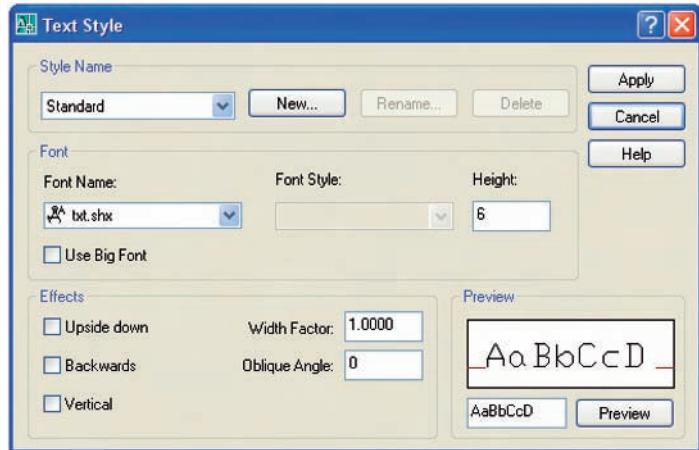 Text Style
Style Name
Standard
New...
Rename...
Delete
Apply
Cancel
Help
Font
Font Name:
Font Style:
Height:
txt.shx
6
Use Big Font
Effects
Upside down
Width Factor: 1.0000
Backwards
Oblique Angle: 0
Vertical
Preview
AaBbCcD
AaBbCcD
Preview